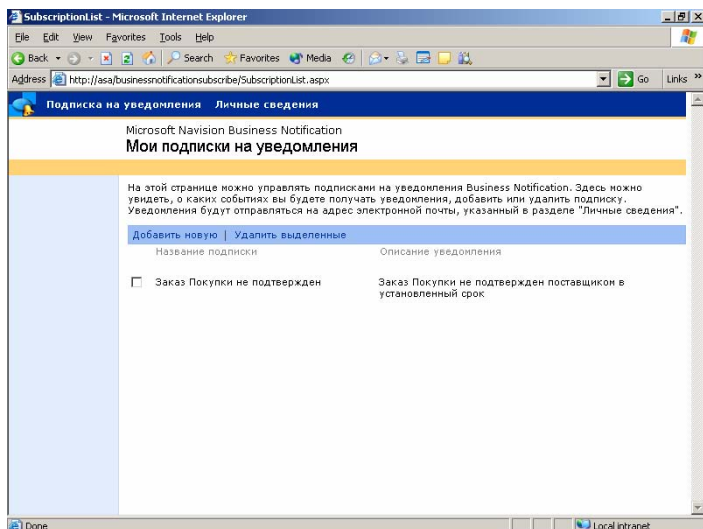 SubscriptionList - Microsoft Internet Explorer
File Edit View Favorites Tools Help
Back Search Favorites Media
Address http://asa/businessnotificationsubscribe/SubscriptionList.aspx Go Links »
Подписка на уведомления Личные сведения
Microsoft Navision Business Notification
Мои подписки на уведомления
На этой странице можно управлять подписками на уведомления Business Notification. Здесь можно
увидеть, о каких событиях вы будете получать уведомления, добавить или удалить подписку.
Уведомления будут отправляться на адрес электронной почты, указанный в разделе "Личные сведения".
Добавить новую | Удалить выделенные
Название подписки Описание уведомления
Заказ Покупки не подтвержден Заказ Покупки не подтвержден поставщиком в
установленный срок
Done Local intranet